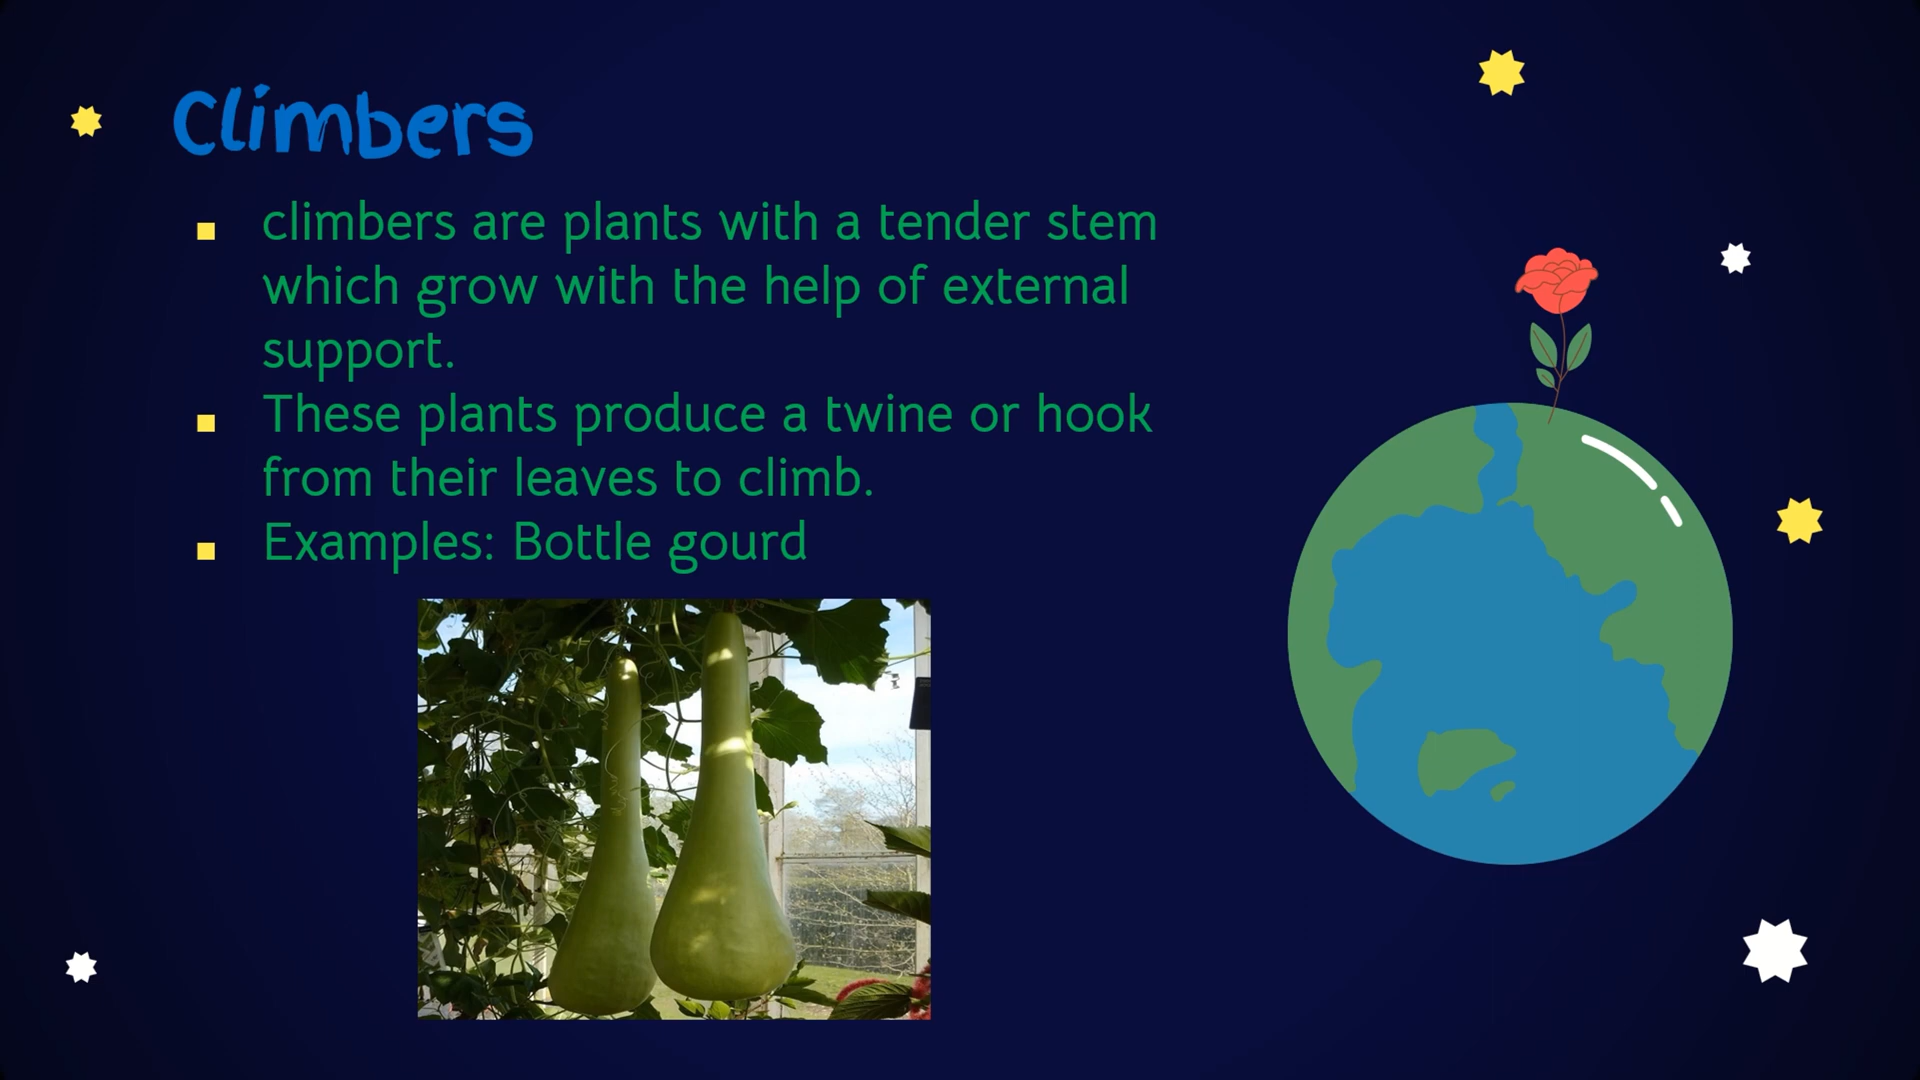 Climbers
climbers are plants with a tender stem
which grow with the help of external
support.
These plants produce a twine or hook
from their leaves to climb.
Examples: Bottle gourd